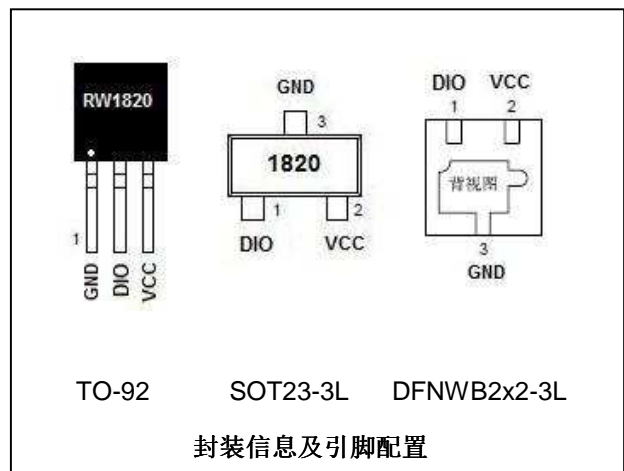 RW1820
1
GND
DIO
VCC
GND
3
1820
1
2
DIO
VCC
DIO
VCC
1
2
背视图
3
GND
TO-92
SOT23-3L
DFNWB2x2-3L
封装信息及引脚配置